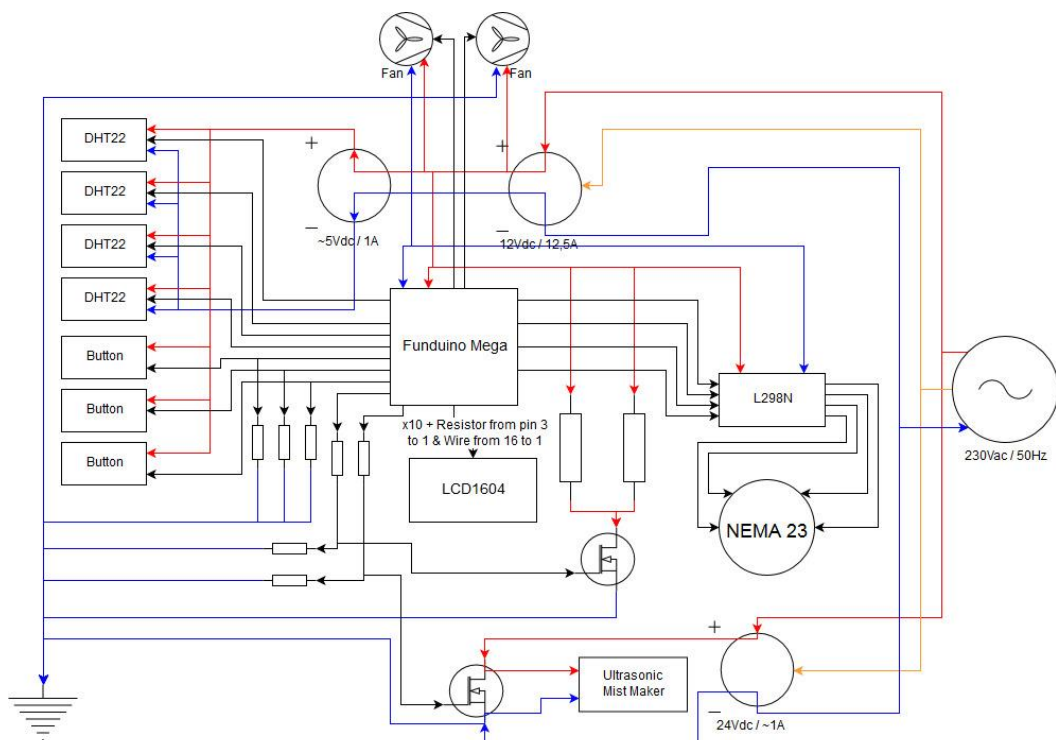 Fan
Fan
DHT22
DHT22
DHT22
DHT22
Button
Button
Button
+
−
~5Vdc / 1A
+
−
12Vdc / 12,5A
Funduino Mega
x10 + Resistor from pin 3
to 1 & Wire from 16 to 1
LCD1604
L298N
NEMA 23
230Vac / 50Hz
Ultrasonic
Mist Maker
+
−
24Vdc / ~1A